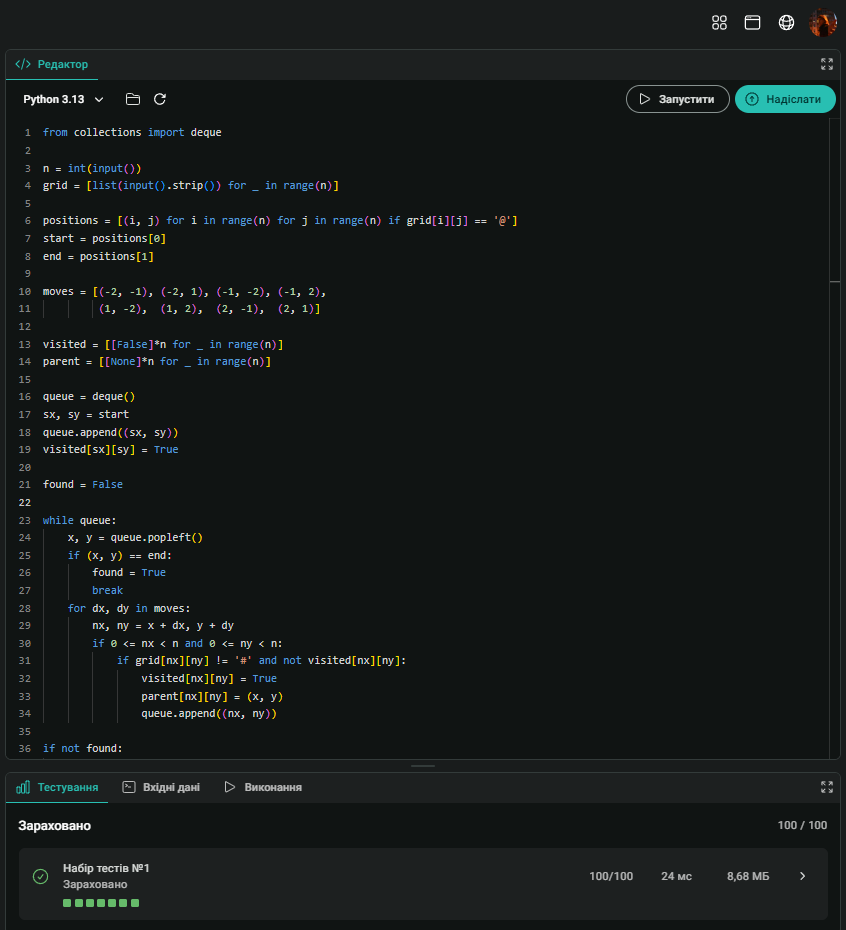 </> Редактор
Python 3.13
Запустити
Надіслати
1 from collections import deque
2
3 n = int(input())
4 grid = [list(input().strip()) for _ in range(n)]
5
6 positions = [(i, j) for i in range(n) for j in range(n) if grid[i][j] == '@']
7 start = positions[0]
8 end = positions[1]
9
10 moves = [(-2, -1), (-2, 1), (-1, -2), (-1, 2),
11          (1, -2),  (1, 2),  (2, -1),  (2, 1)]
12
13 visited = [[False]*n for _ in range(n)]
14 parent = [[None]*n for _ in range(n)]
15
16 queue = deque()
17 sx, sy = start
18 queue.append((sx, sy))
19 visited[sx][sy] = True
20
21 found = False
22
23 while queue:
24     x, y = queue.popleft()
25     if (x, y) == end:
26         found = True
27         break
28     for dx, dy in moves:
29         nx, ny = x + dx, y + dy
30         if 0 <= nx < n and 0 <= ny < n:
31             if grid[nx][ny] != '#' and not visited[nx][ny]:
32                 visited[nx][ny] = True
33                 parent[nx][ny] = (x, y)
34                 queue.append((nx, ny))
35
36 if not found:
Тестування
Вхідні дані
Виконання
Зараховано
100 / 100
Набір тестів №1
Зараховано
100/100
24 мс
8,68 МБ